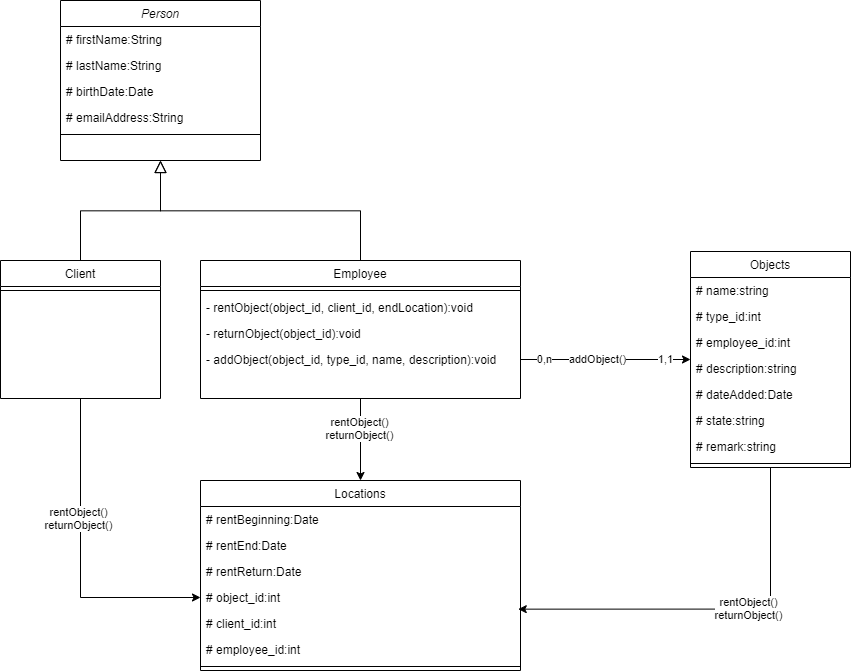 Person
# firstName:String
# lastName:String
# birthDate:Date
# emailAddress:String
Client
Employee
- rentObject(object_id, client_id, endLocation):void
- returnObject(object_id):void
- addObject(object_id, type_id, name, description):void
0,n
addObject()
1,1
Objects
# name:string
# type_id:int
# employee_id:int
# description:string
# dateAdded:Date
# state:string
# remark:string
rentObject()
returnObject()
rentObject()
returnObject()
Locations
# rentBeginning:Date
# rentEnd:Date
# rentReturn:Date
# object_id:int
# client_id:int
# employee_id:int
rentObject()
returnObject()